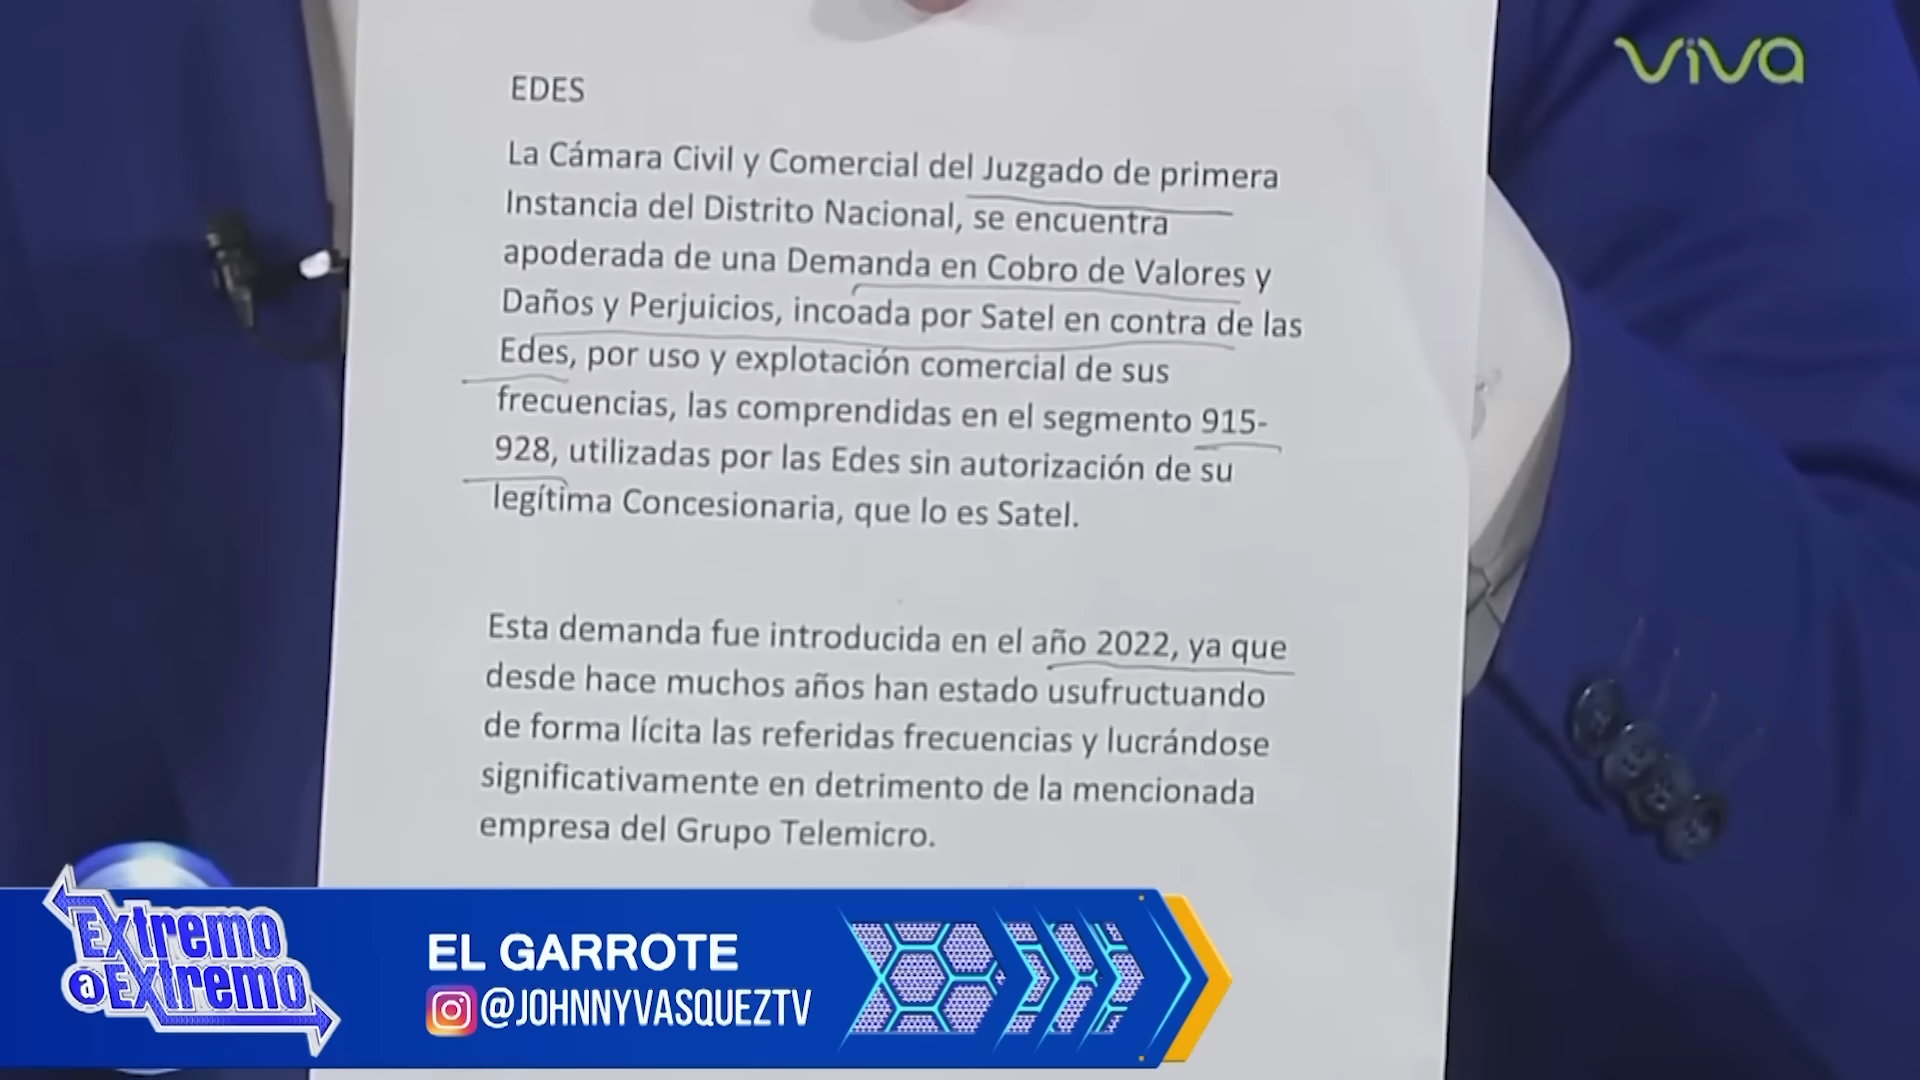 viva
EDES
La Cámara Civil y Comercial del Juzgado de primera
Instancia del Distrito Nacional, se encuentra
apoderada de una Demanda en Cobro de Valores y
Daños y Perjuicios, incoada por Satel en contra de las
Edes, por uso y explotación comercial de sus
frecuencias, las comprendidas en el segmento 915-
928, utilizadas por las Edes sin autorización de su
legítima Concesionaria, que lo es Satel.
Esta demanda fue introducida en el año 2022, ya que
desde hace muchos años han estado usufructuando
de forma lícita las referidas frecuencias y lucrándose
significativamente en detrimento de la mencionada
empresa del Grupo Telemicro.
Extremo
a Extremo
EL GARROTE
@JOHNNYVASQUEZTV